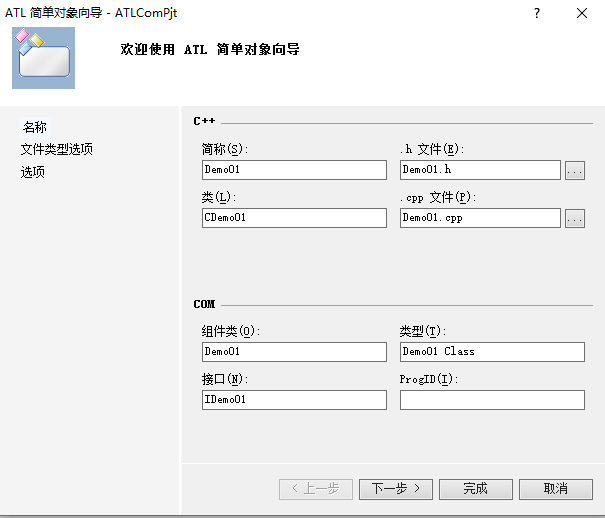 ATL 简单对象向导 - ATLComPjt
?
欢迎使用 ATL 简单对象向导
名称
文件类型选项
选项
C++
简称(S):
.h 文件(E):
Demo01
Demo01.h
...
类(L):
.cpp 文件(P):
CDemo01
Demo01.cpp
...
COM
组件类(O):
类型(T):
Demo01
Demo01 Class
接口(N):
ProgID(I):
IDemo01
< 上一步
下一步 >
完成
取消